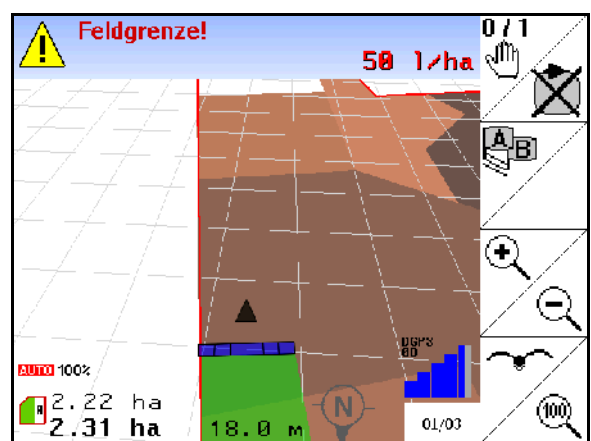 Feldgrenze!
50 l/ha
0/1
A
B
DGPS
AUTO 100%
2.22 ha
2.31 ha
18.0 m
N
01/03
100